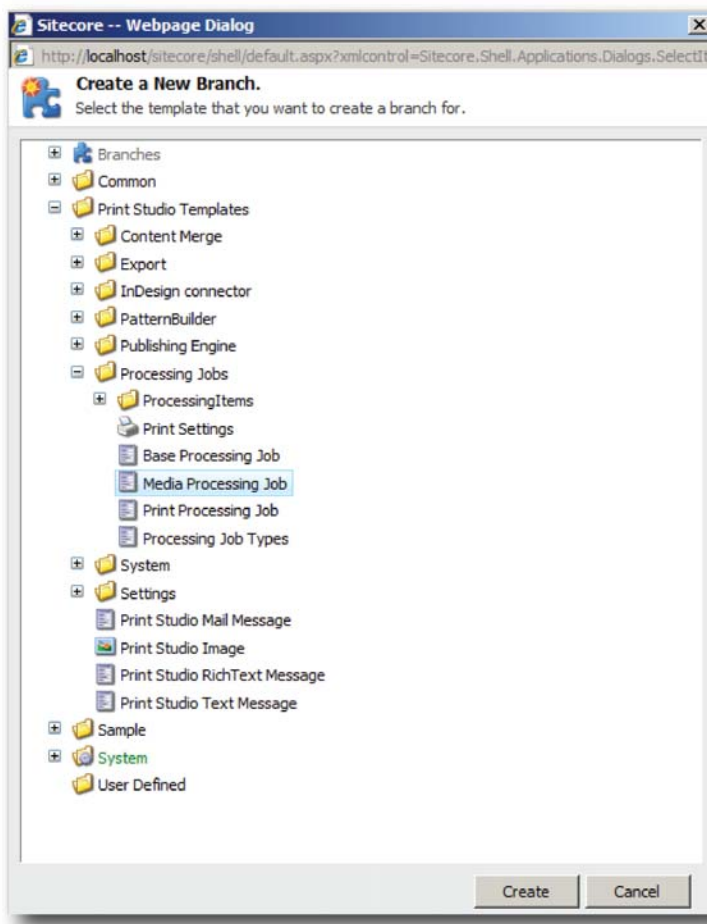 Sitecore -- Webpage Dialog
http://localhost/sitecore/shell/default.aspx?xmlcontrol=Sitecore.Shell.Applications.Dialogs.SelectIt
Create a New Branch.
Select the template that you want to create a branch for.
Branches
Common
Print Studio Templates
Content Merge
Export
InDesign connector
PatternBuilder
Publishing Engine
Processing Jobs
ProcessingItems
Print Settings
Base Processing Job
Media Processing Job
Print Processing Job
Processing Job Types
System
Settings
Print Studio Mail Message
Print Studio Image
Print Studio RichText Message
Print Studio Text Message
Sample
System
User Defined
Create Cancel